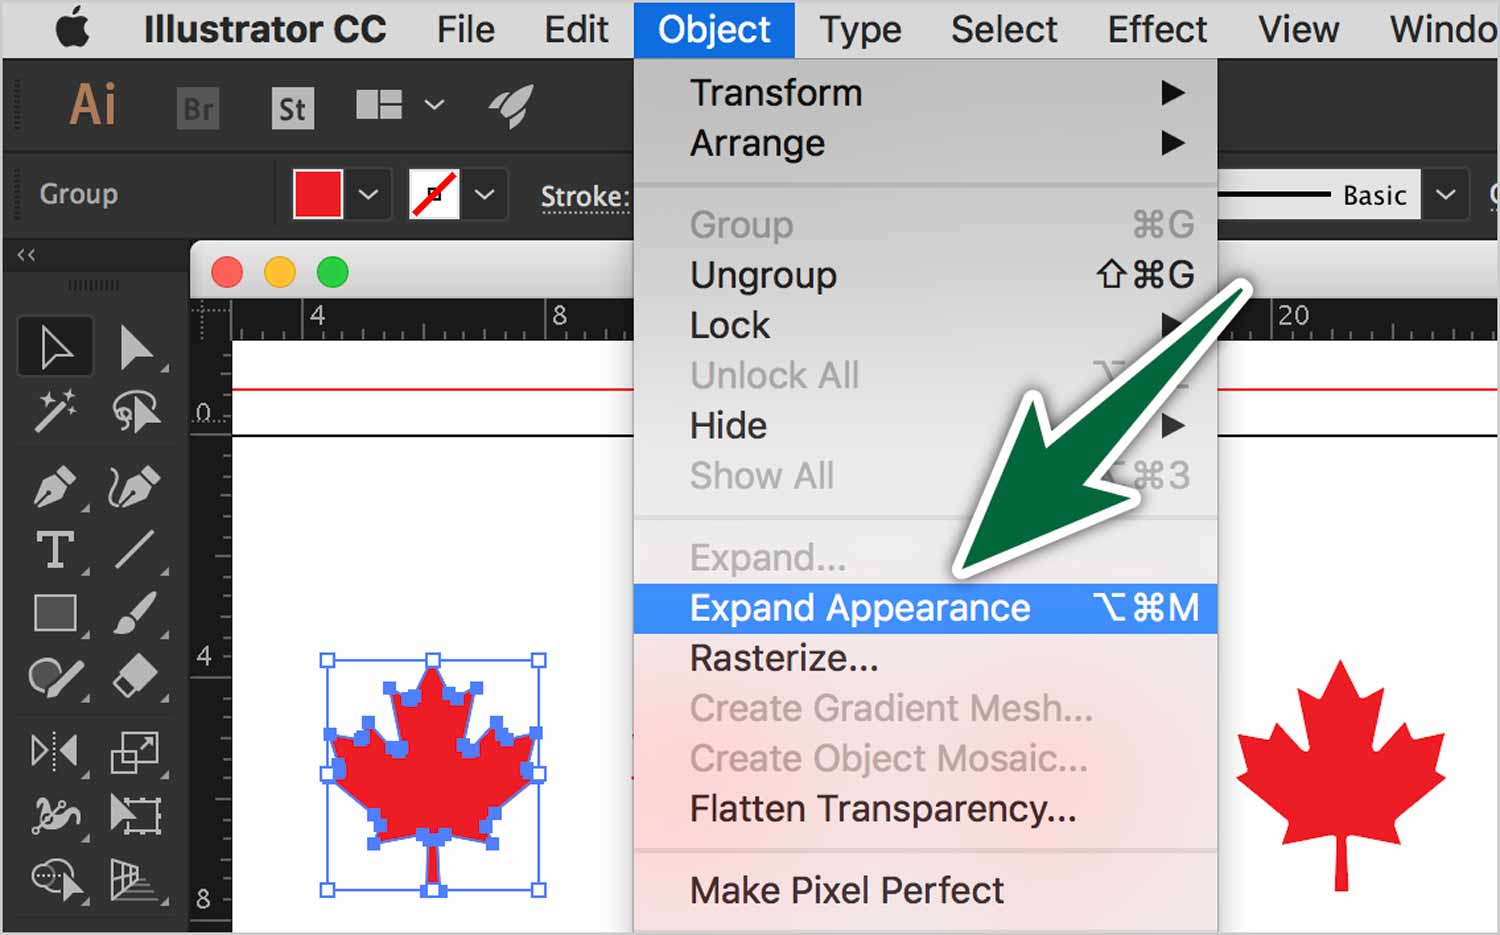 Illustrator CC File Edit Object Type Select Effect View Windo
Ai Br St
Group Stroke: Basic
Transform
Arrange
Group ⌘G
Ungroup ⇧⌘G
Lock
Unlock All
Hide
Show All ⌘3
Expand...
Expand Appearance ⌥⌘M
Rasterize...
Create Gradient Mesh...
Create Object Mosaic...
Flatten Transparency...
Make Pixel Perfect
4 8 20
0
4
8